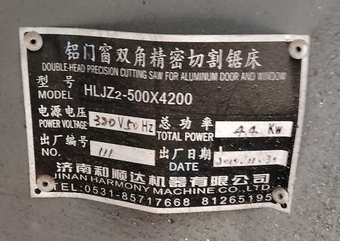 铝门窗双角精密切割锯床
DOUBLE-HEAD PRECISION CUTTING SAW FOR ALUMINUM DOOR AND WINDOW
型号
MODEL HLJZ2-500X4200
电源电压 总功率
POWER VOLTAGE 380V 50 HZ TOTAL POWER 4.4 KW
出厂编号 出厂日期
NO. 111 DATE
济南和顺达机器有限公司
JINAN HARMONY MACHINE CO.,LTD
TEL:0531-85717668 81265195